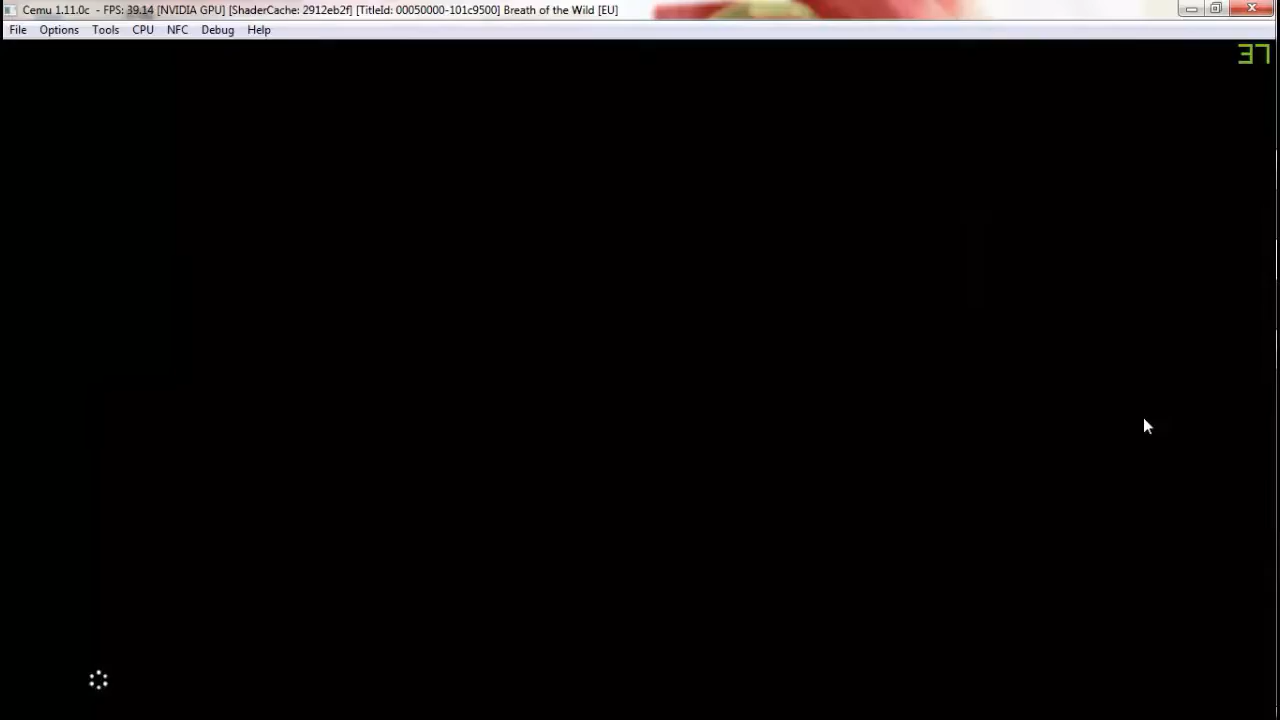 Cemu 1.11.0c - FPS: 39.14 [NVIDIA GPU] [ShaderCache: 2912eb2f] [TitleId: 00050000-101c9500] Breath of the Wild [EU]
File Options Tools CPU NFC Debug Help
37